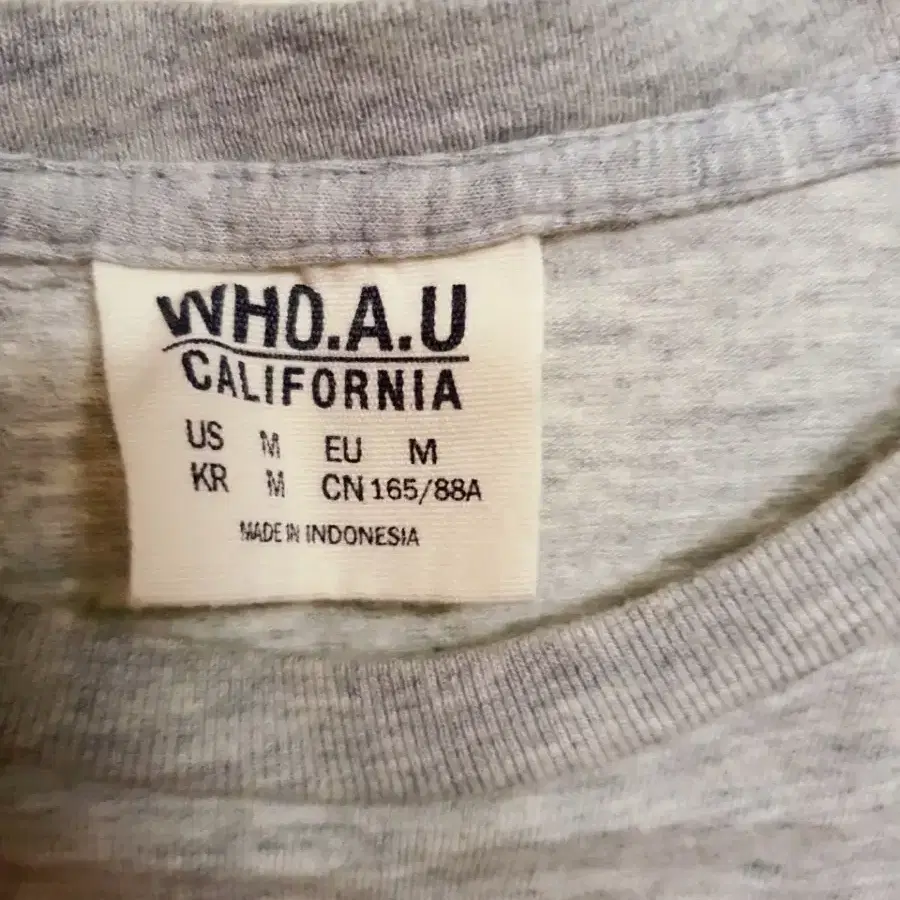 WHO.A.U
CALIFORNIA
US M EU M
KR M CN 165/88A
MADE IN INDONESIA